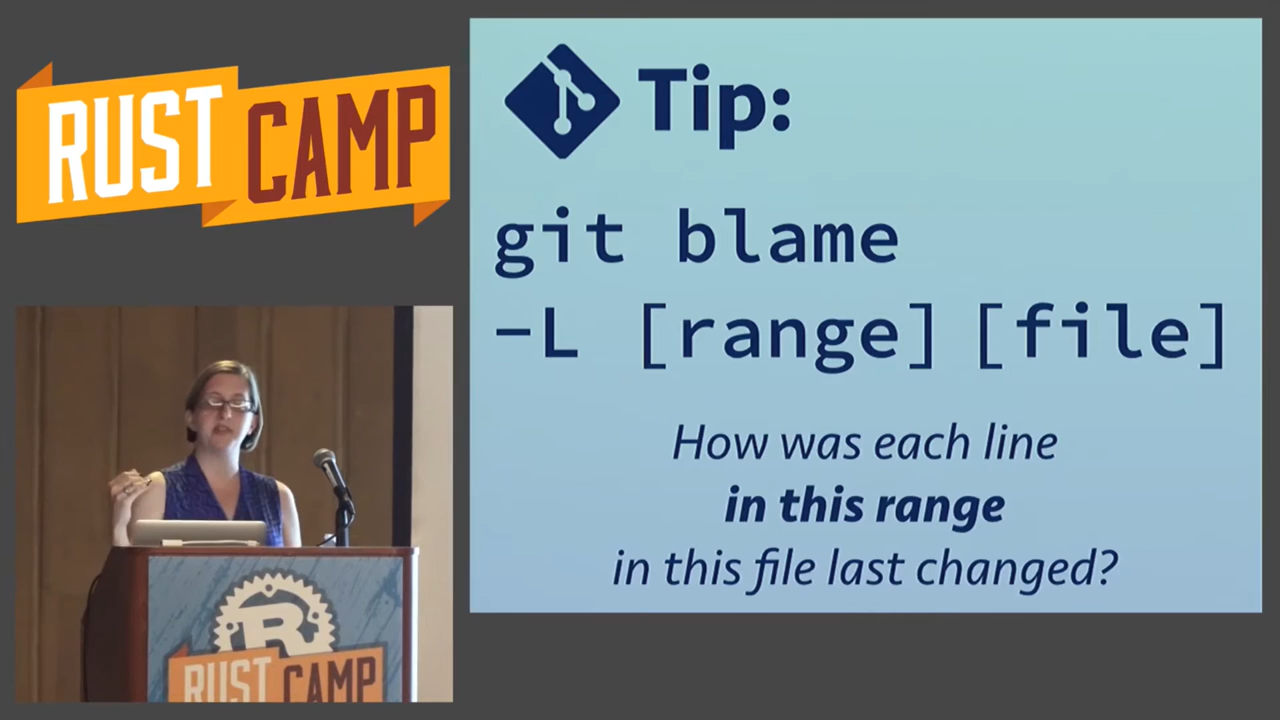 RUST CAMP
Tip:
git blame
-L [range] [file]
How was each line
in this range
in this file last changed?
R
RUST CAMP